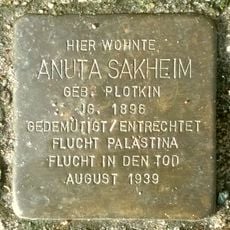 HIER WOHNTE
ANUTA SAKHEIM
GEB. PLOTKIN
JG. 1896
GEDEMÜTIGT/ENTRECHTET
FLUCHT PALÄSTINA
FLUCHT IN DEN TOD
AUGUST 1939